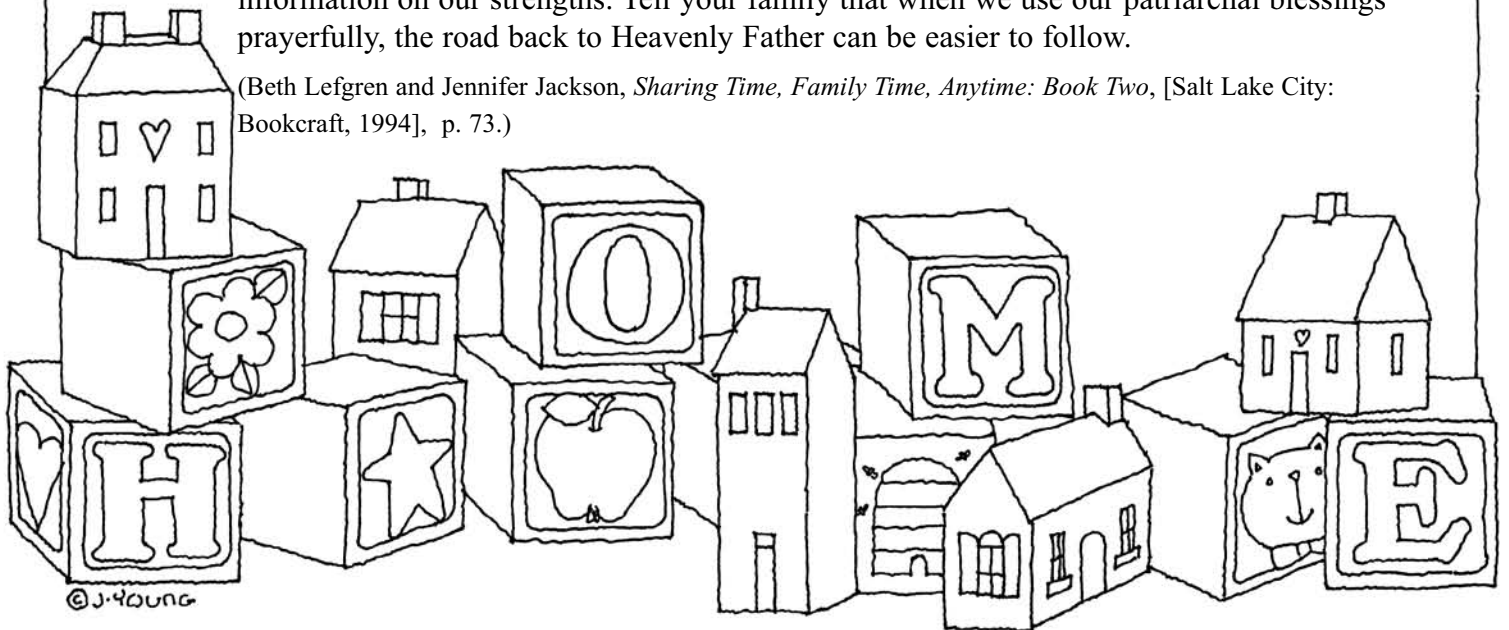 information on our strengths. Tell your family that when we use our patriarchal blessings
prayerfully, the road back to Heavenly Father can be easier to follow.
(Beth Lefgren and Jennifer Jackson, Sharing Time, Family Time, Anytime: Book Two, [Salt Lake City:
Bookcraft, 1994], p. 73.)
H O M E
© J·YOUNG